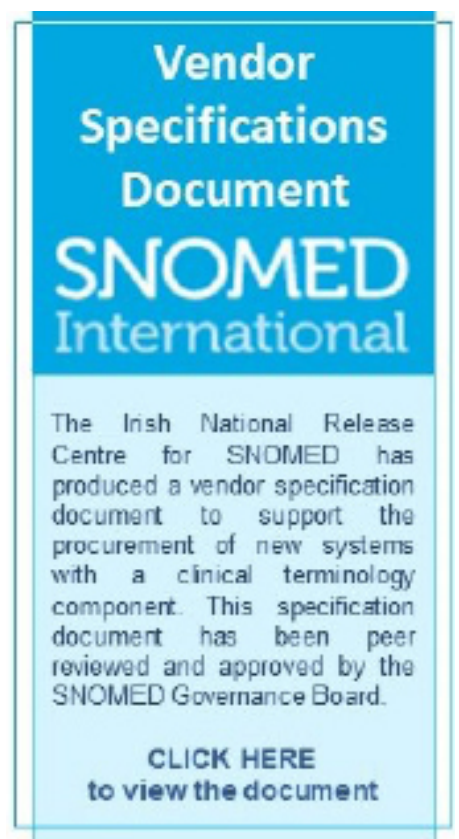 Vendor
Specifications
Document
SNOMED
International
The Irish National Release
Centre for SNOMED has
produced a vendor specification
document to support the
procurement of new systems
with a clinical terminology
component. This specification
document has been peer
reviewed and approved by the
SNOMED Governance Board.
CLICK HERE
to view the document